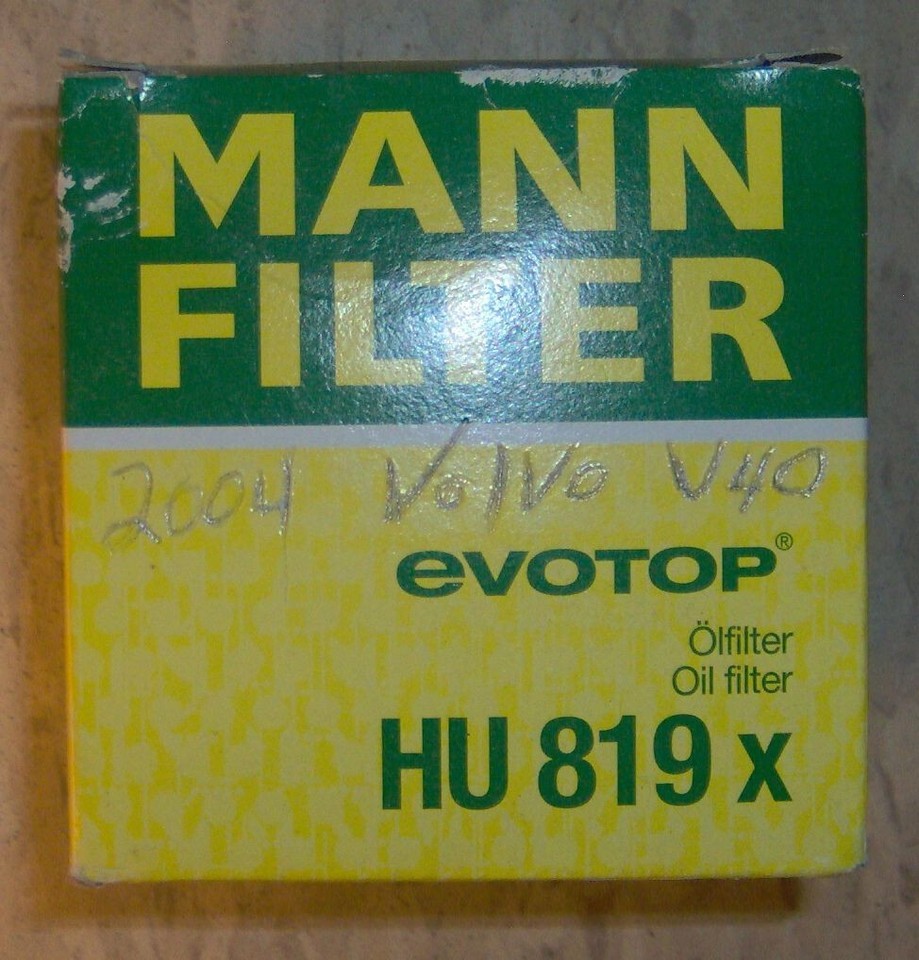 MANN
FILTER
2004 Volvo V40
evoTOP®
Ölfilter
Oil filter
HU 819 x